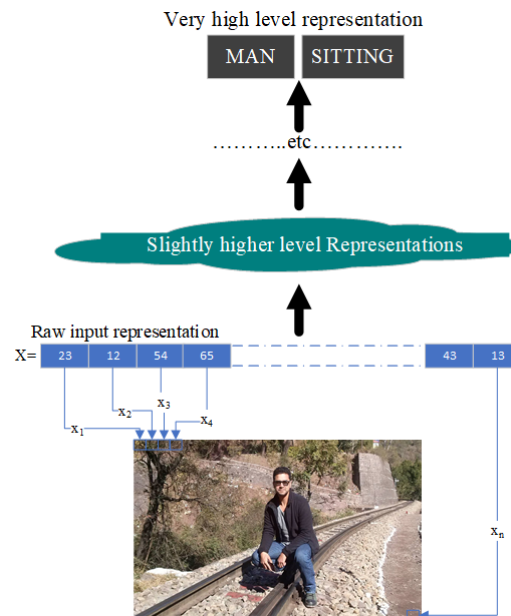 Very high level representation
MAN SITTING
………..etc………….
Slightly higher level Representations
Raw input representation
X= 23 12 54 65 43 13
x₁ x₂ x₃ x₄
xₙ